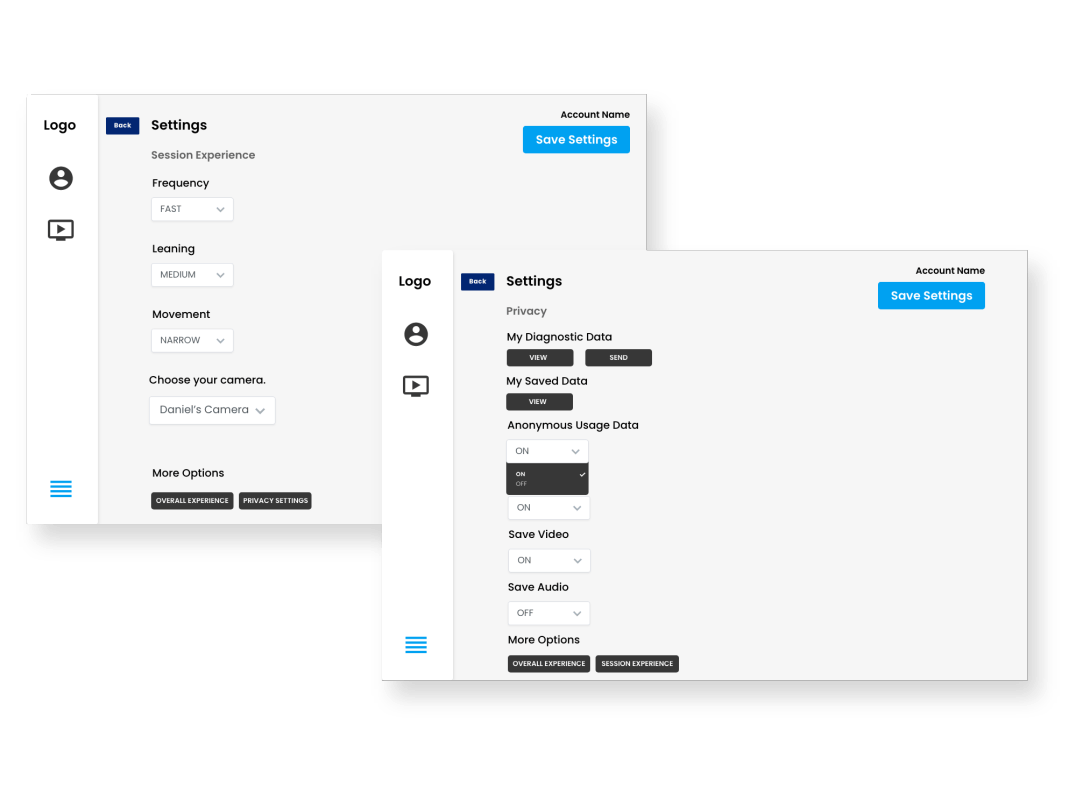 Logo
Back
Settings
Account Name
Save Settings
Session Experience
Frequency
FAST
Leaning
MEDIUM
Movement
NARROW
Choose your camera.
Daniel's Camera
More Options
OVERALL EXPERIENCE PRIVACY SETTINGS
Logo
Back
Settings
Account Name
Save Settings
Privacy
My Diagnostic Data
VIEW SEND
My Saved Data
VIEW
Anonymous Usage Data
ON
ON
OFF
ON
Save Video
ON
Save Audio
OFF
More Options
OVERALL EXPERIENCE SESSION EXPERIENCE